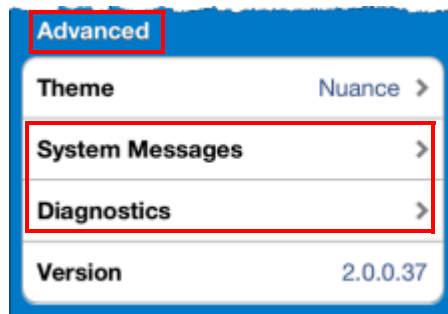 Advanced
Theme Nuance >
System Messages >
Diagnostics >
Version 2.0.0.37